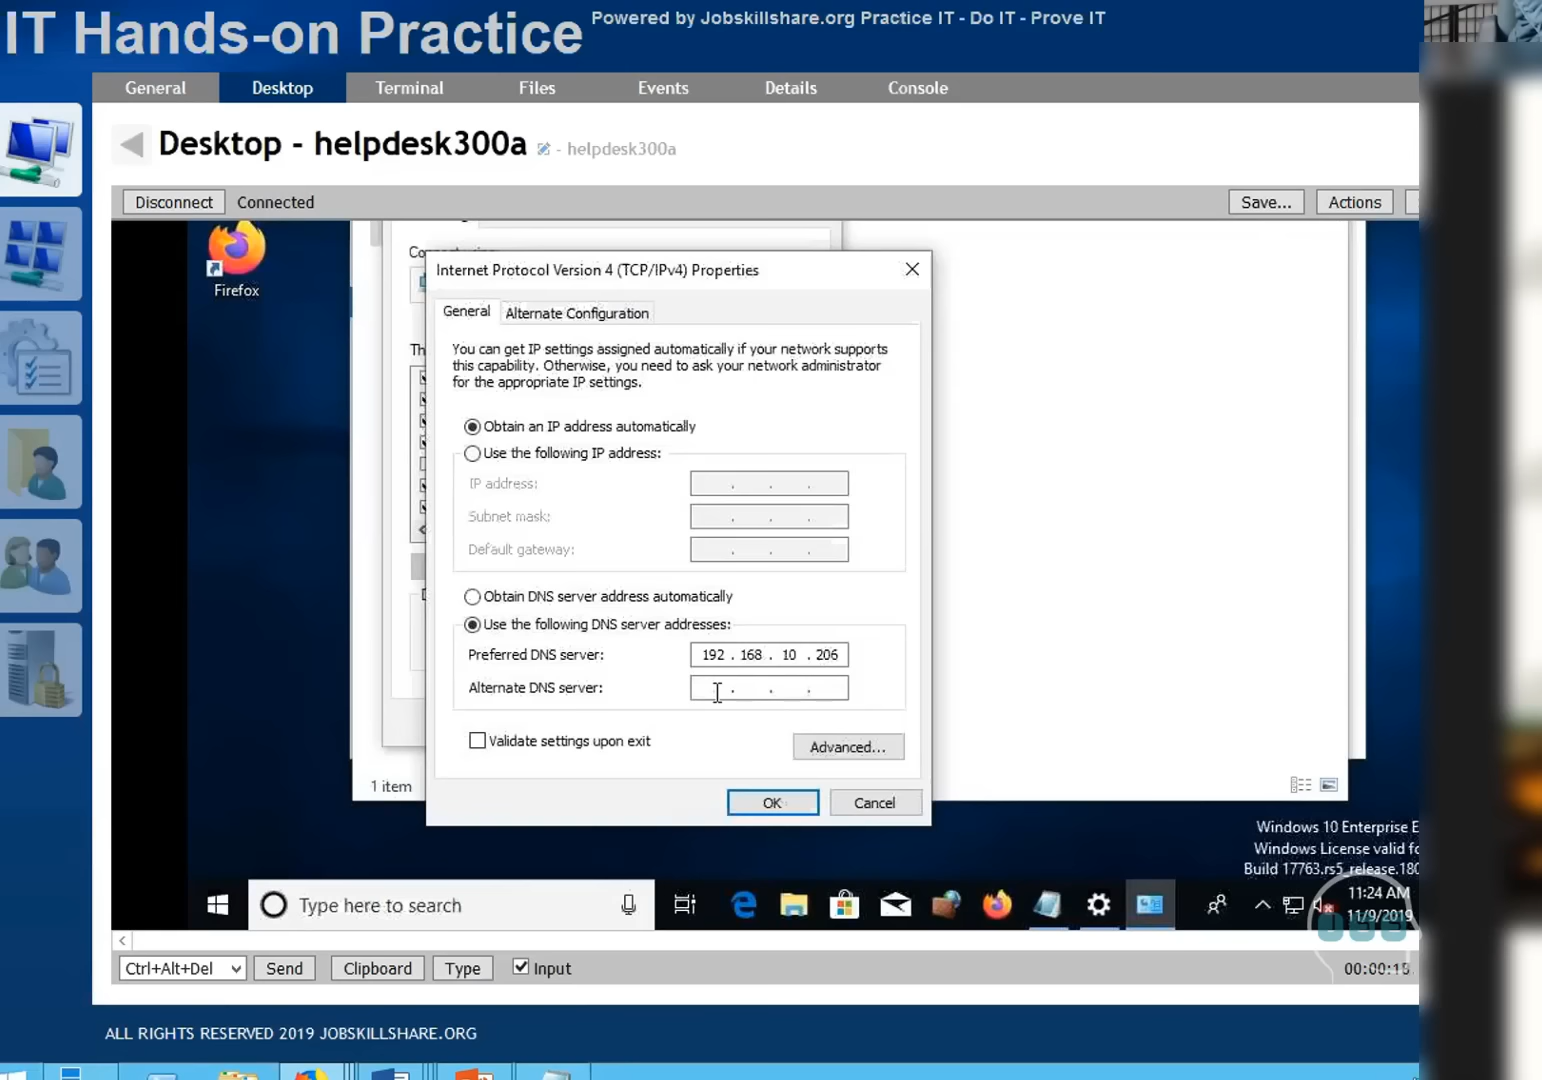 IT Hands-on Practice
Powered by Jobskillshare.org Practice IT - Do IT - Prove IT
General Desktop Terminal Files Events Details Console
Desktop - helpdesk300a - helpdesk300a
Disconnect Connected Save... Actions
Firefox
Internet Protocol Version 4 (TCP/IPv4) Properties
General Alternate Configuration
You can get IP settings assigned automatically if your network supports
this capability. Otherwise, you need to ask your network administrator
for the appropriate IP settings.
Obtain an IP address automatically
Use the following IP address:
IP address: . . .
Subnet mask: . . .
Default gateway: . . .
Obtain DNS server address automatically
Use the following DNS server addresses:
Preferred DNS server: 192 . 168 . 10 . 206
Alternate DNS server: . . .
Validate settings upon exit
Advanced...
1 item
OK Cancel
Windows 10 Enterprise E
Windows License valid fo
Build 17763.rs5_release.180
Type here to search
11:24 AM
11/9/2019
Ctrl+Alt+Del Send Clipboard Type Input
ALL RIGHTS RESERVED 2019 JOBSKILLSHARE.ORG